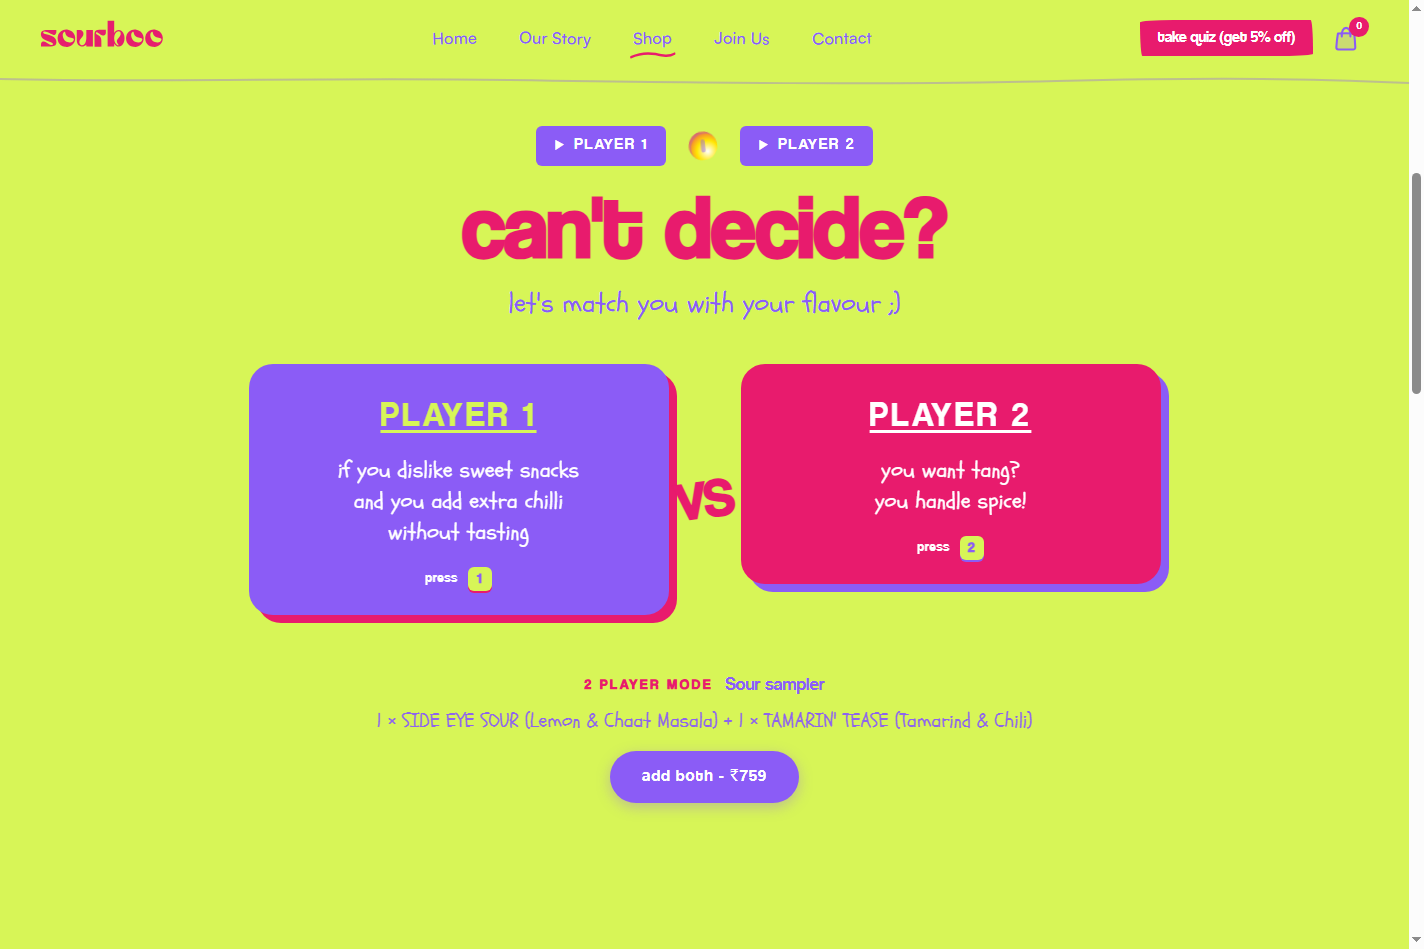 sourboo
Home
Our Story
Shop
Join Us
Contact
take quiz (get 5% off)
0
PLAYER 1
1
PLAYER 2
can't decide?
let's match you with your flavour ;)
PLAYER 1
if you dislike sweet snacks
and you add extra chilli
without tasting
press 1
VS
PLAYER 2
you want tang?
you handle spice!
press 2
2 PLAYER MODE Sour sampler
1 × SIDE EYE SOUR (Lemon & Chaat Masala) + 1 × TAMARIN' TEASE (Tamarind & Chili)
add both - ₹759